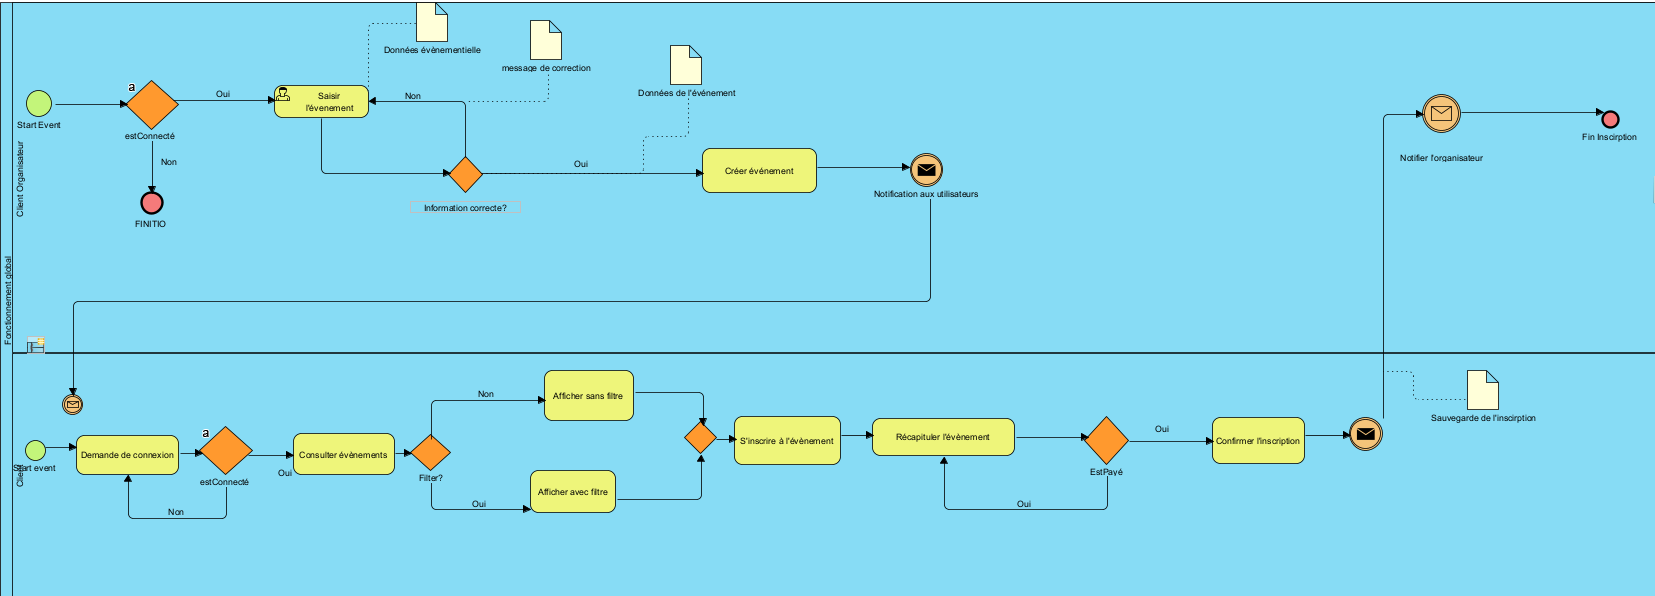 Fonctionnement global
Client Organisateur
Start Event
a
estConnecté
Oui
Non
FINITIO
Saisir
l'évenement
Données événementielle
message de correction
Non
Information correcte?
Oui
Données de l'événement
Créer événement
Notification aux utilisateurs
Notifier l'organisateur
Fin Inscirption
Client
Start event
Demande de connexion
a
estConnecté
Non
Oui
Consulter évènements
Filter?
Non
Afficher sans filtre
Oui
Afficher avec filtre
S'inscrire à l'évènement
Récapituler l'évènement
EstPayé
Oui
Oui
Confirmer l'inscription
Sauvegarde de l'inscirption